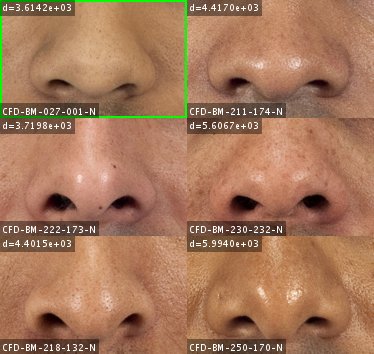 d=3.6142e+03
d=4.4170e+03
CFD-BM-027-001-N
CFD-BM-211-174-N
d=3.7198e+03
d=5.6067e+03
CFD-BM-222-173-N
CFD-BM-230-232-N
d=4.4015e+03
d=5.9940e+03
CFD-BM-218-132-N
CFD-BM-250-170-N